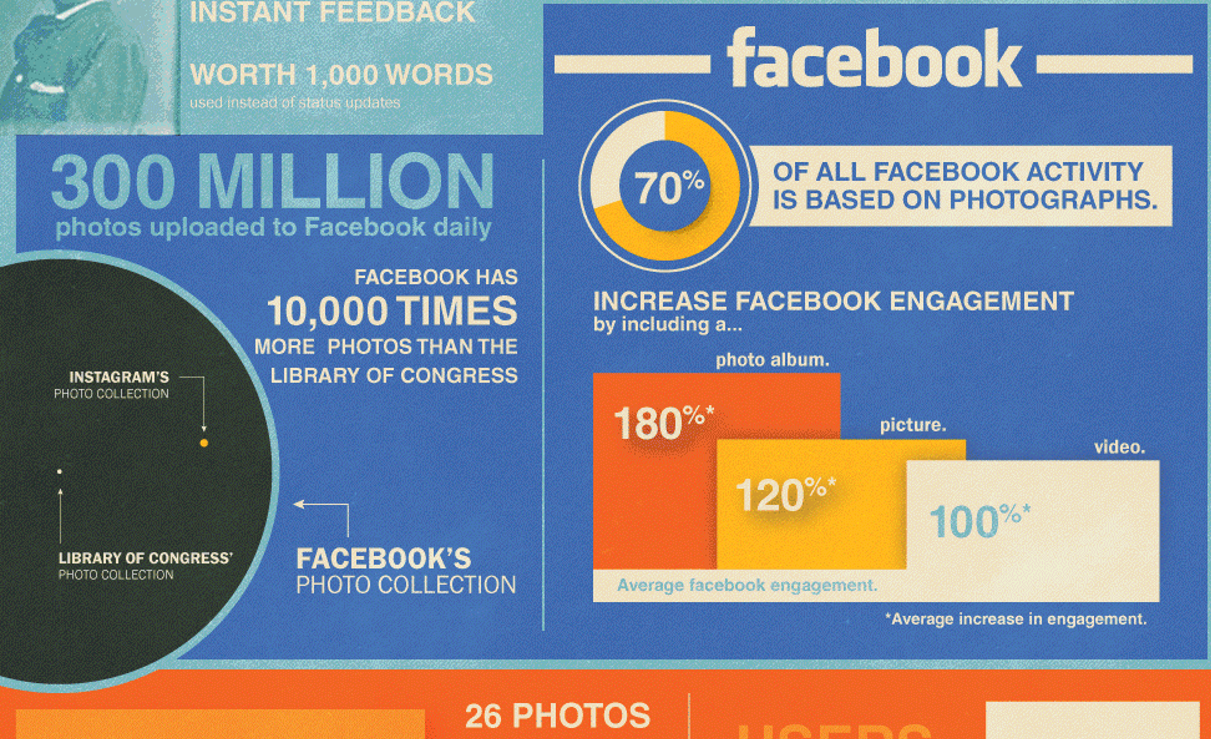 INSTANT FEEDBACK
WORTH 1,000 WORDS
used instead of status updates
300 MILLION
photos uploaded to Facebook daily
FACEBOOK HAS
10,000 TIMES
MORE PHOTOS THAN THE
LIBRARY OF CONGRESS
INSTAGRAM'S
PHOTO COLLECTION
LIBRARY OF CONGRESS'
PHOTO COLLECTION
FACEBOOK'S
PHOTO COLLECTION
facebook
70%
OF ALL FACEBOOK ACTIVITY
IS BASED ON PHOTOGRAPHS.
INCREASE FACEBOOK ENGAGEMENT
by including a...
photo album.
180%*
picture.
120%*
video.
100%*
Average facebook engagement.
*Average increase in engagement.
26 PHOTOS
USERS